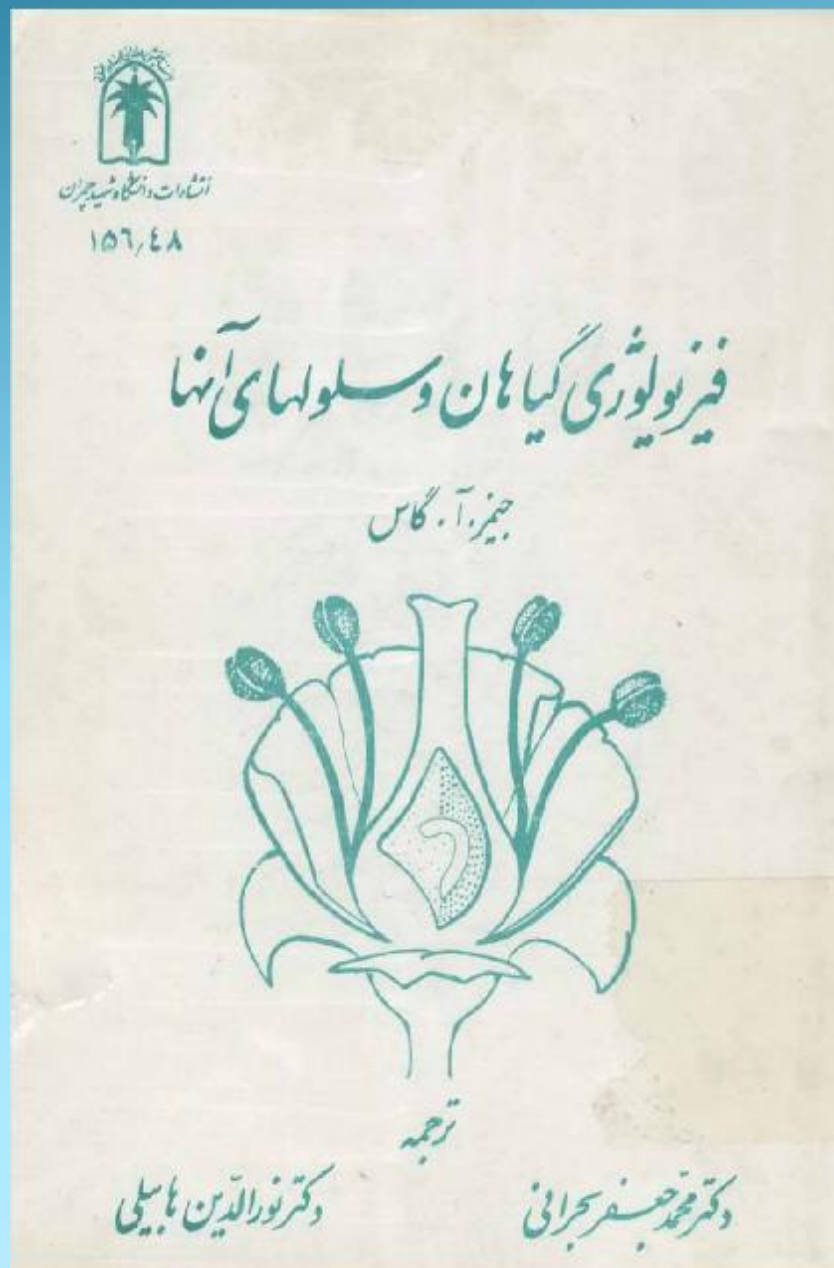 انتشارات دانشگاه شهید چمران
۱۵۶٫۴۸
فیزیولوژی گیاهان و سلولهای آنها
جیمز . آ . گاس
ترجمه
دکتر محمد جعفر بحرانی
دکتر نورالدین هابیلی